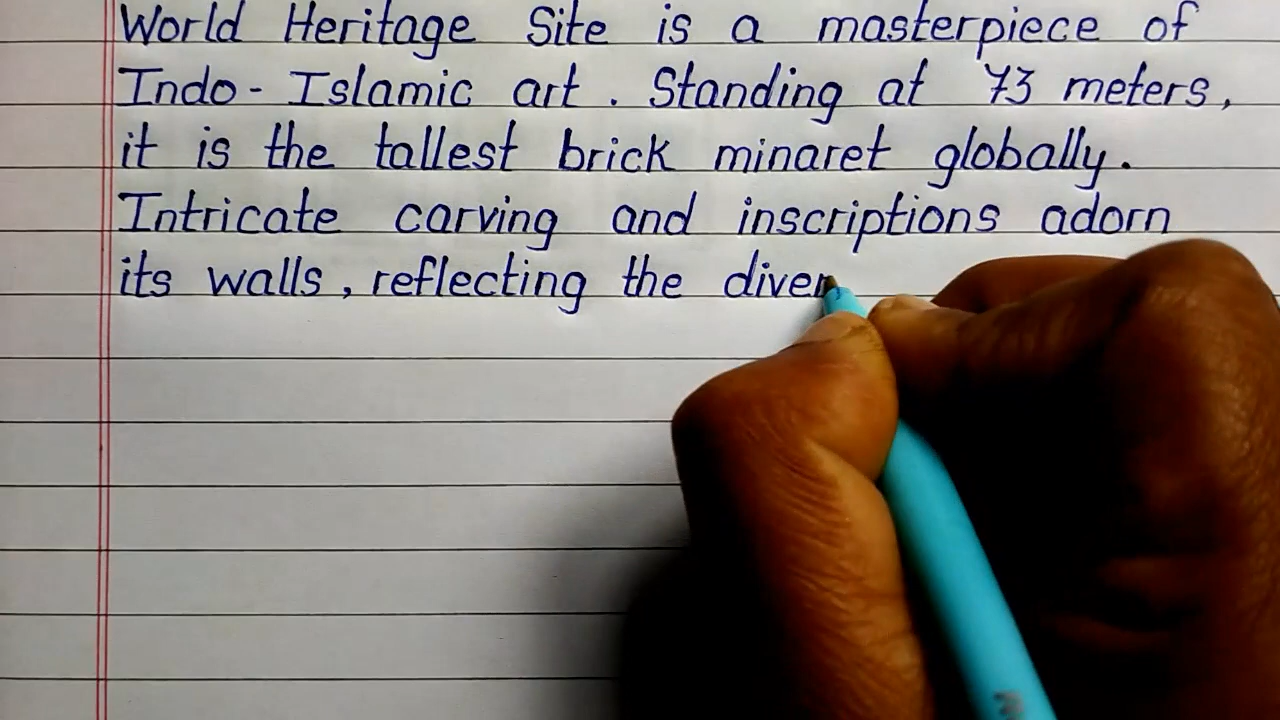 World Heritage Site is a masterpiece of
Indo - Islamic art . Standing at 73 meters,
it is the tallest brick minaret globally.
Intricate carving and inscriptions adorn
its walls, reflecting the diver